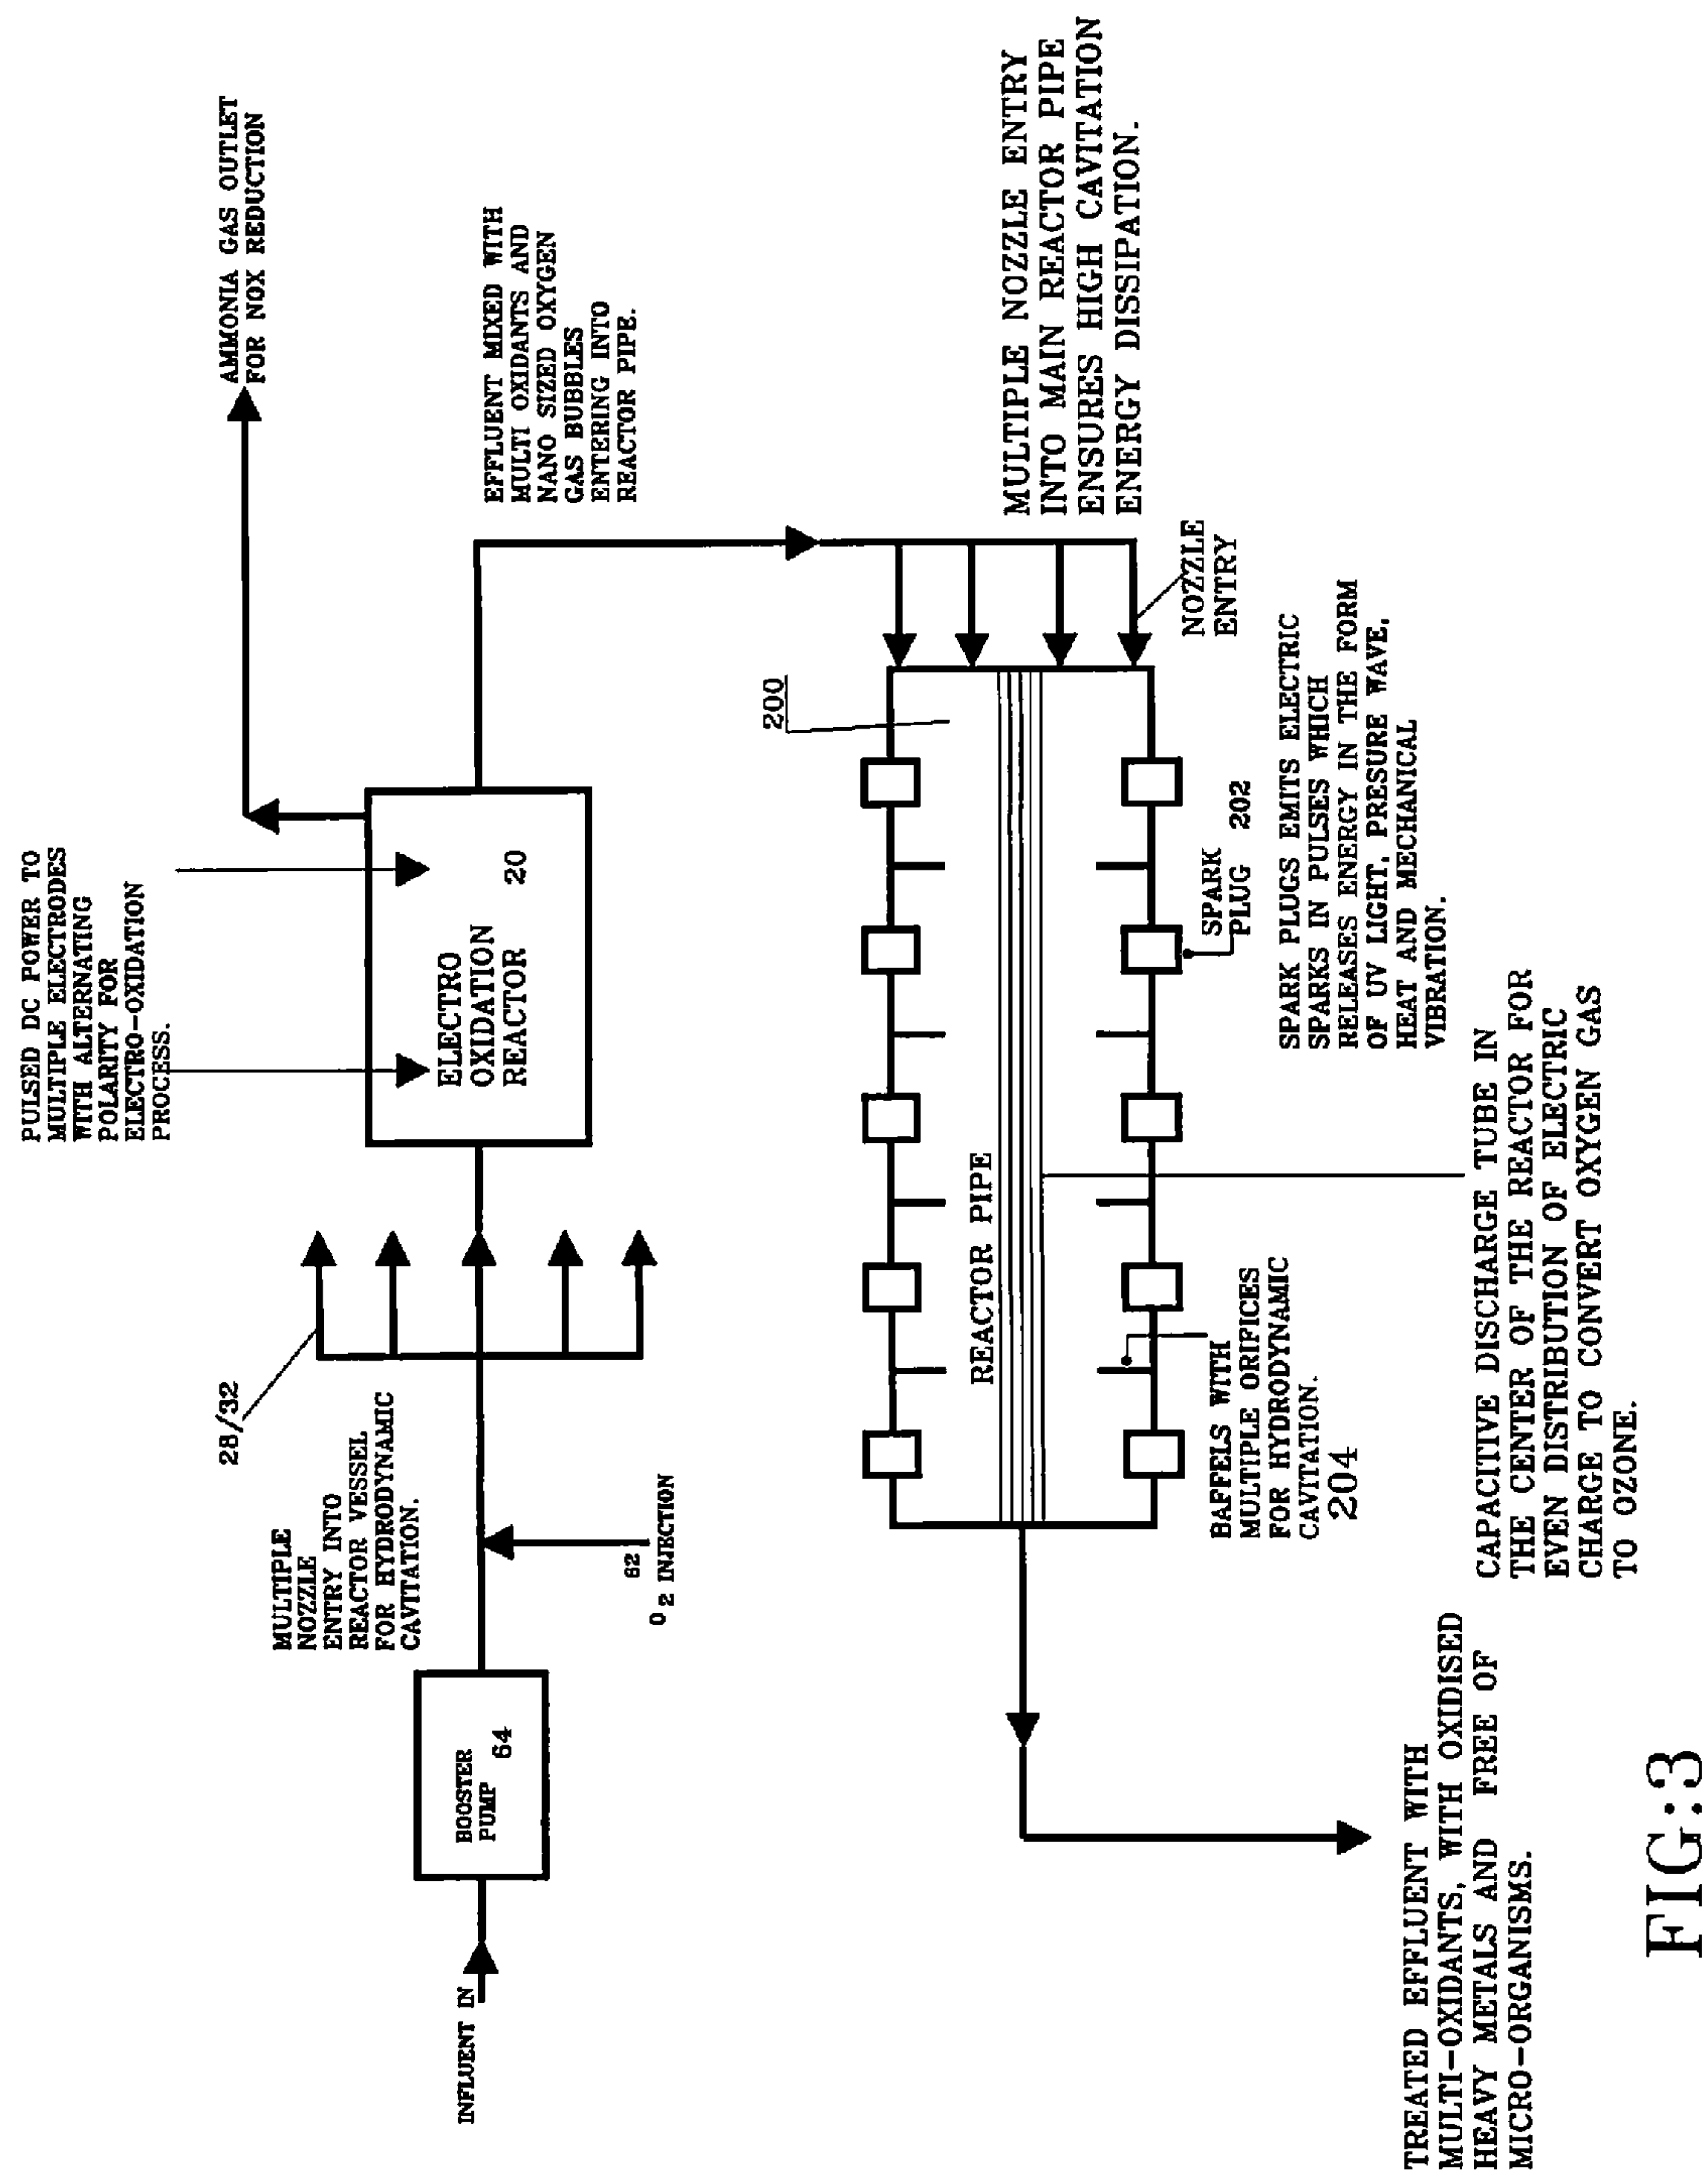 PULSED DC POWER TO
MULTIPLE ELECTRODES
WITH ALTERNATING
POLARITY FOR
ELECTRO-OXIDATION
PROCESS.
AMMONIA GAS OUTLET
FOR NOX REDUCTION
28/32
MULTIPLE
NOZZLE
ENTRY INTO
REACTOR VESSEL
FOR HYDRODYNAMIC
CAVITATION.
INFLUENT IN
BOOSTER
PUMP 64
62
O2 INJECTION
ELECTRO
OXIDATION
REACTOR
20
EFFLUENT MIXED WITH
MULTI OXIDANTS AND
NANO SIZED OXYGEN
GAS BUBBLES
ENTERING INTO
REACTOR PIPE.
200
REACTOR PIPE
MULTIPLE NOZZLE ENTRY
INTO MAIN REACTOR PIPE
ENSURES HIGH CAVITATION
ENERGY DISSIPATION.
NOZZLE
ENTRY
SPARK
PLUG 202
BAFFELS WITH
MULTIPLE ORIFICES
FOR HYDRODYNAMIC
CAVITATION.
204
SPARK PLUGS EMITS ELECTRIC
SPARKS IN PULSES WHICH
RELEASES ENERGY IN THE FORM
OF UV LIGHT. PRESURE WAVE,
HEAT AND MECHANICAL
VIBRATION.
CAPACITIVE DISCHARGE TUBE IN
THE CENTER OF THE REACTOR FOR
EVEN DISTRIBUTION OF ELECTRIC
CHARGE TO CONVERT OXYGEN GAS
TO OZONE.
TREATED EFFLUENT WITH
MULTI-OXIDANTS, WITH OXIDISED
HEAVY METALS AND FREE OF
MICRO-ORGANISMS.
FIG:3